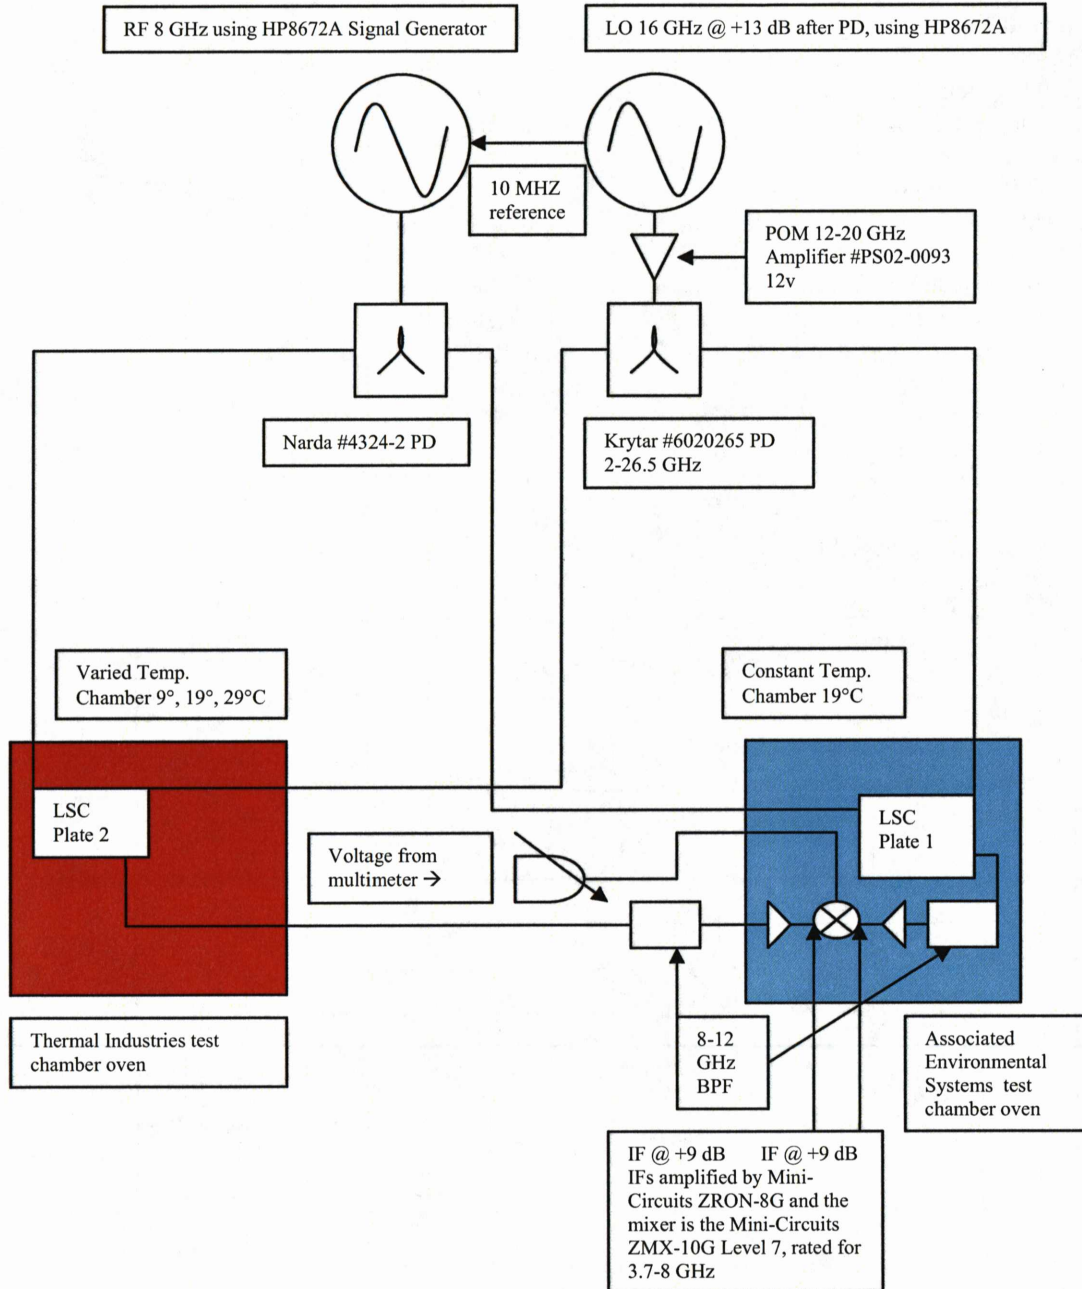 RF 8 GHz using HP8672A Signal Generator
LO 16 GHz @ +13 dB after PD, using HP8672A
10 MHZ
reference
POM 12-20 GHz
Amplifier #PS02-0093
12v
Narda #4324-2 PD
Krytar #6020265 PD
2-26.5 GHz
Varied Temp.
Chamber 9°, 19°, 29°C
Constant Temp.
Chamber 19°C
LSC
Plate 2
LSC
Plate 1
Voltage from
multimeter →
Thermal Industries test
chamber oven
8-12
GHz
BPF
Associated
Environmental
Systems test
chamber oven
IF @ +9 dB IF @ +9 dB
IFs amplified by Mini-
Circuits ZRON-8G and the
mixer is the Mini-Circuits
ZMX-10G Level 7, rated for
3.7-8 GHz